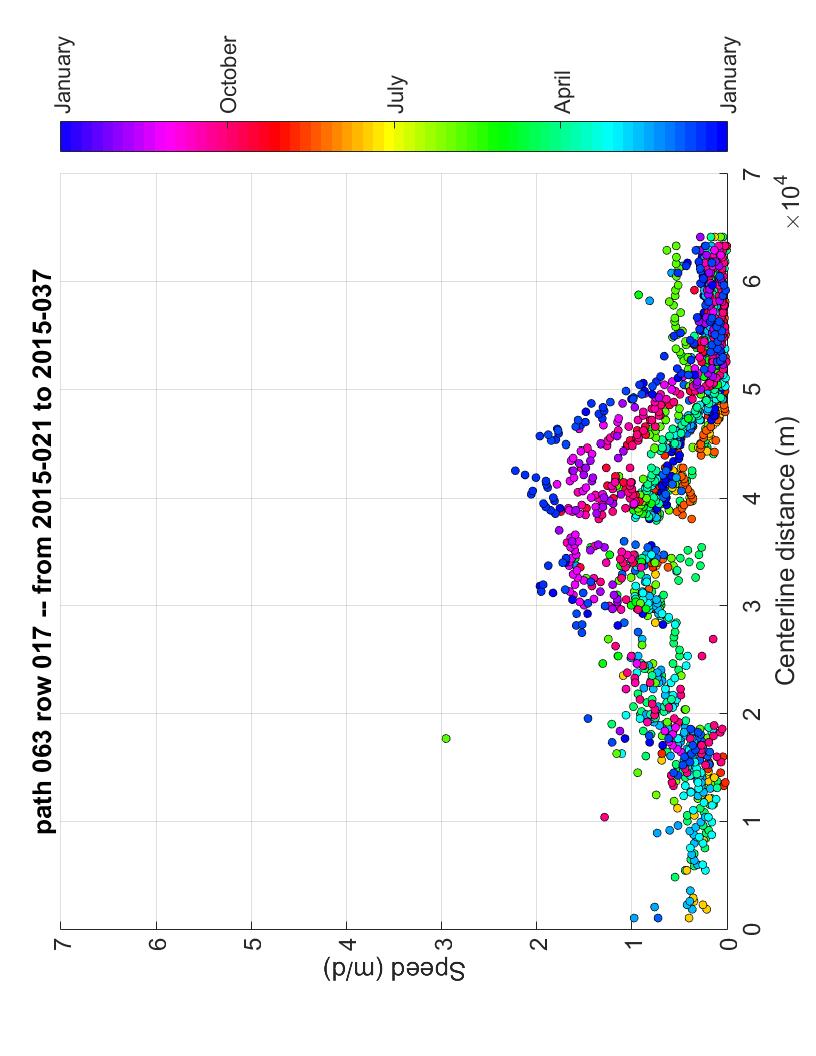 path 063 row 017 -- from 2015-021 to 2015-037
Speed (m/d)
7
6
5
4
3
2
1
0
0
1
2
3
4
5
6
7
×10⁴
Centerline distance (m)
January
October
July
April
January